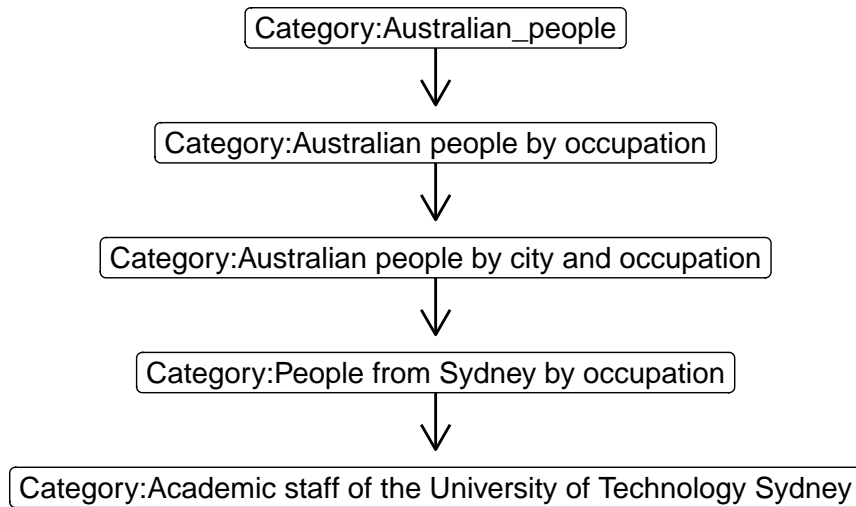 Category:Australian_people
Category:Australian people by occupation
Category:Australian people by city and occupation
Category:People from Sydney by occupation
Category:Academic staff of the University of Technology Sydney